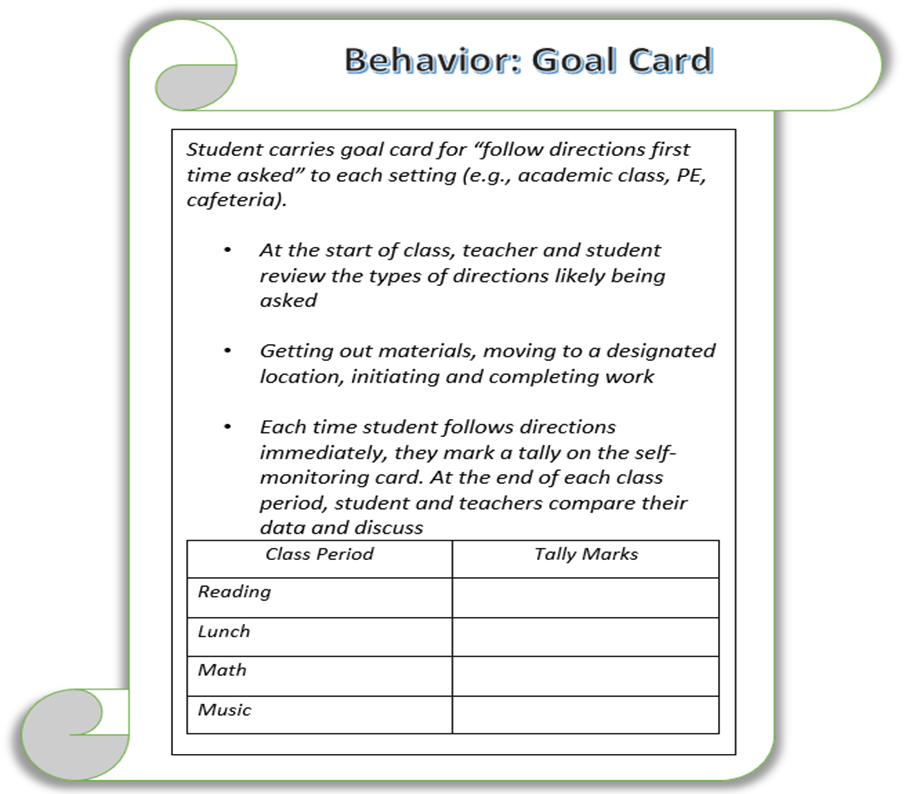 Behavior: Goal Card
Student carries goal card for “follow directions first
time asked” to each setting (e.g., academic class, PE,
cafeteria).
• At the start of class, teacher and student
review the types of directions likely being
asked
• Getting out materials, moving to a designated
location, initiating and completing work
• Each time student follows directions
immediately, they mark a tally on the self-
monitoring card. At the end of each class
period, student and teachers compare their
data and discuss
Class Period Tally Marks
Reading
Lunch
Math
Music